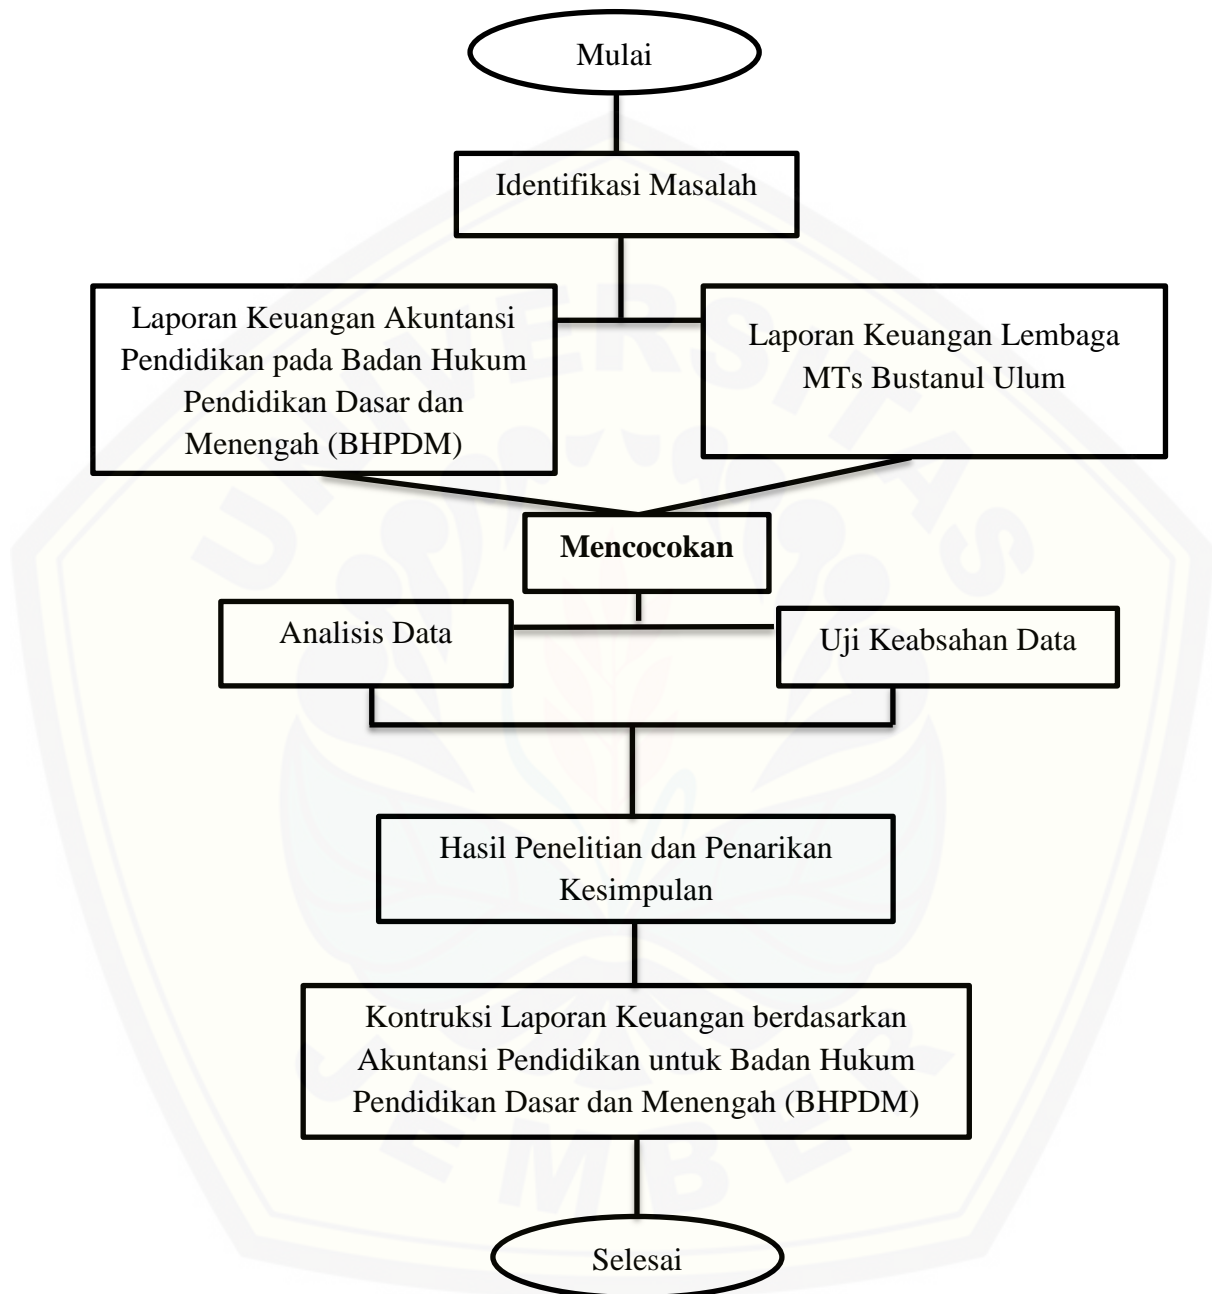 Mulai
Identifikasi Masalah
Laporan Keuangan Akuntansi
Pendidikan pada Badan Hukum
Pendidikan Dasar dan
Menengah (BHPDM)
Laporan Keuangan Lembaga
MTs Bustanul Ulum
Mencocokan
Analisis Data
Uji Keabsahan Data
Hasil Penelitian dan Penarikan
Kesimpulan
Kontruksi Laporan Keuangan berdasarkan
Akuntansi Pendidikan untuk Badan Hukum
Pendidikan Dasar dan Menengah (BHPDM)
Selesai
UNIVERSITAS
JEMBER